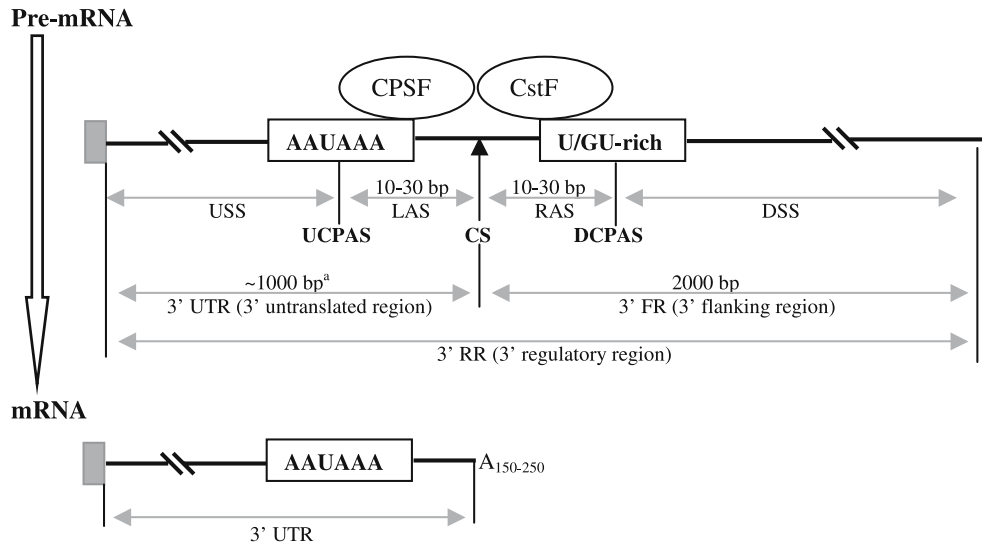 Pre-mRNA
CPSF
CstF
AAUAAA
U/GU-rich
10-30 bp
10-30 bp
USS
LAS
RAS
DSS
UCPAS
CS
DCPAS
~1000 bpᵃ
2000 bp
3’ UTR (3’ untranslated region)
3’ FR (3’ flanking region)
3’ RR (3’ regulatory region)
mRNA
AAUAAA
A₁₅₀₋₂₅₀
3’ UTR